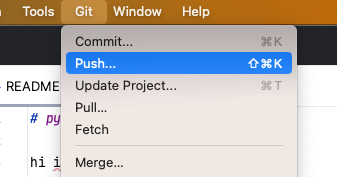 Tools Git Window Help
Commit... ⌘K
Push... ⇧⌘K
README
Update Project... ⌘T
# py
Pull...
Fetch
hi i
Merge...